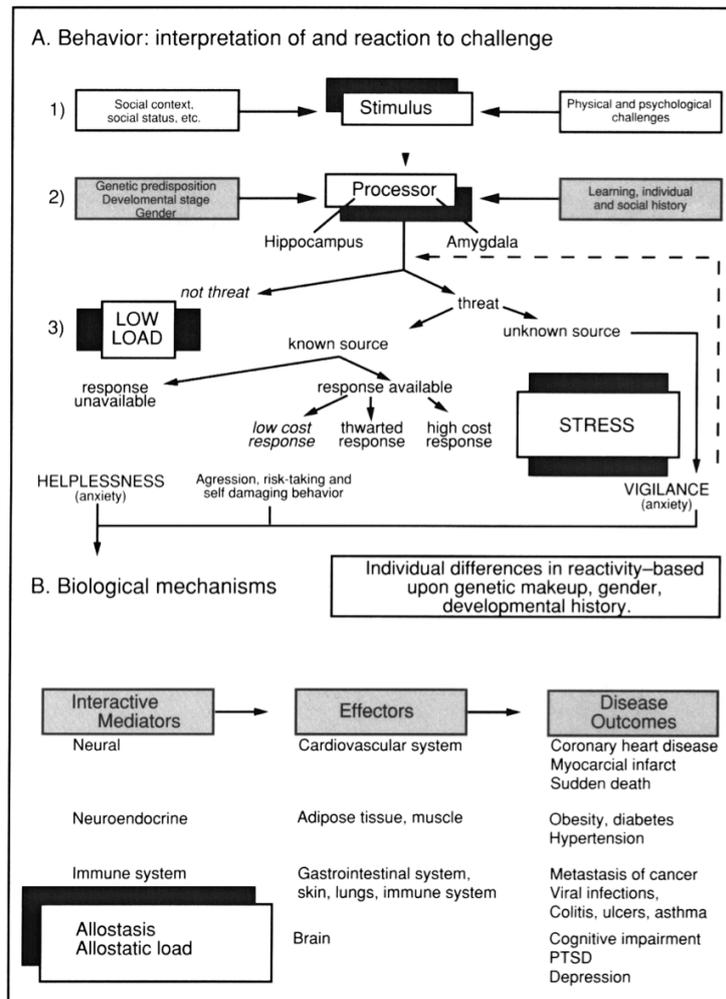 A. Behavior: interpretation of and reaction to challenge
1)
Social context,
social status, etc.
Stimulus
Physical and psychological
challenges
2)
Genetic predisposition
Develomental stage
Gender
Processor
Learning, individual
and social history
Hippocampus
Amygdala
not threat
threat
3)
LOW
LOAD
unknown source
known source
response
unavailable
response available
low cost
response
thwarted
response
high cost
response
STRESS
HELPLESSNESS
(anxiety)
Agression, risk-taking and
self damaging behavior
VIGILANCE
(anxiety)
B. Biological mechanisms
Individual differences in reactivity–based
upon genetic makeup, gender,
developmental history.
Interactive
Mediators
Effectors
Disease
Outcomes
Neural
Cardiovascular system
Coronary heart disease
Myocarcial infarct
Sudden death
Neuroendocrine
Adipose tissue, muscle
Obesity, diabetes
Hypertension
Immune system
Gastrointestinal system,
skin, lungs, immune system
Metastasis of cancer
Viral infections,
Colitis, ulcers, asthma
Allostasis
Allostatic load
Brain
Cognitive impairment
PTSD
Depression